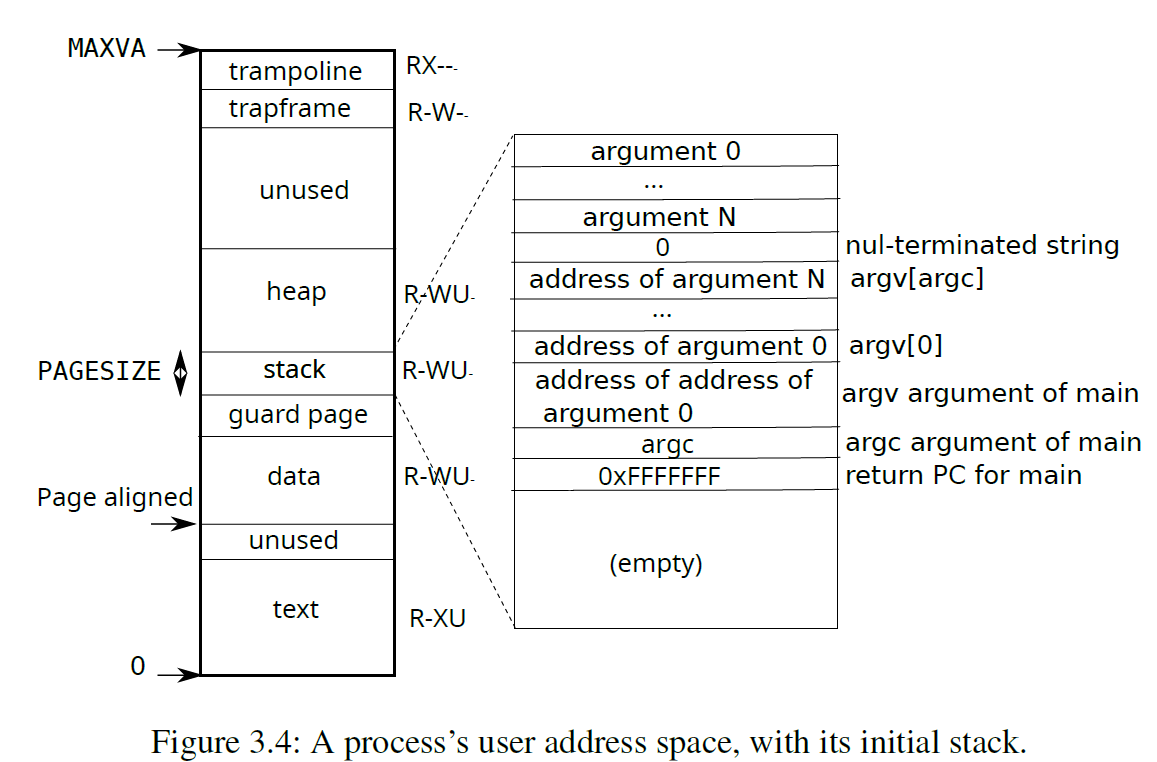 MAXVA
trampoline RX---
trapframe R-W--
unused
heap R-WU-
PAGESIZE stack R-WU-
guard page
data R-WU-
Page aligned
unused
text R-XU
0
argument 0
...
argument N
0 nul-terminated string
address of argument N argv[argc]
...
address of argument 0 argv[0]
address of address of
argument 0 argv argument of main
argc argc argument of main
0xFFFFFFF return PC for main
(empty)
Figure 3.4: A process’s user address space, with its initial stack.